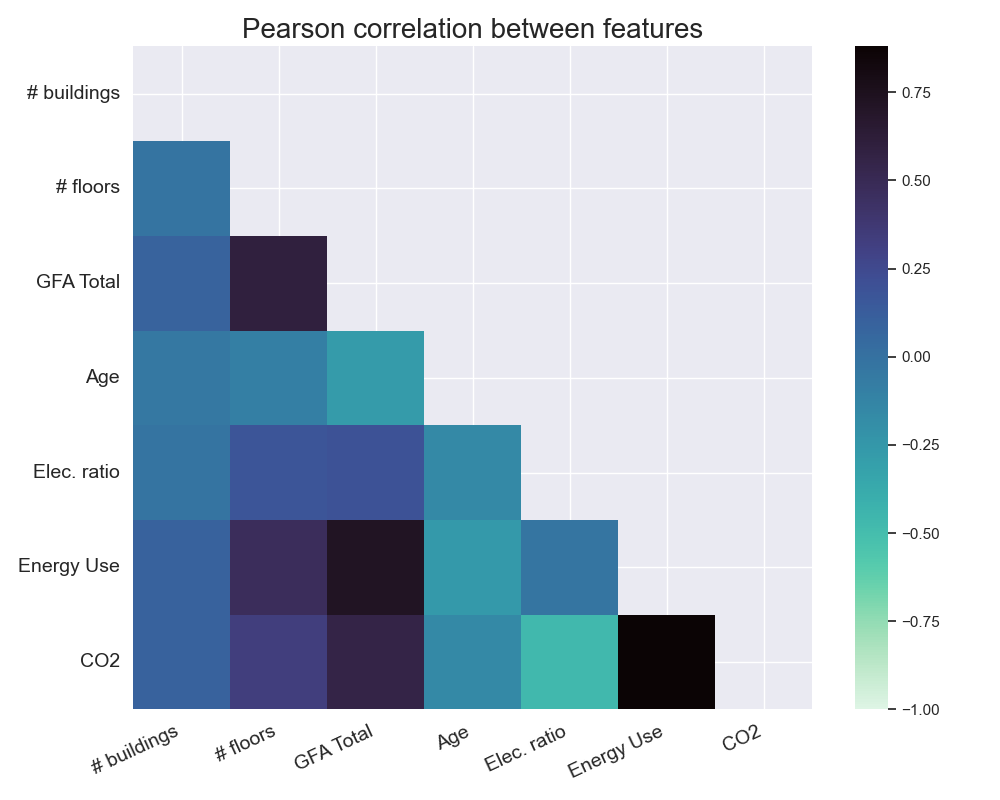 Pearson correlation between features
# buildings
# floors
GFA Total
Age
Elec. ratio
Energy Use
CO2
# buildings
# floors
GFA Total
Age
Elec. ratio
Energy Use
CO2
0.75
0.50
0.25
0.00
−0.25
−0.50
−0.75
−1.00